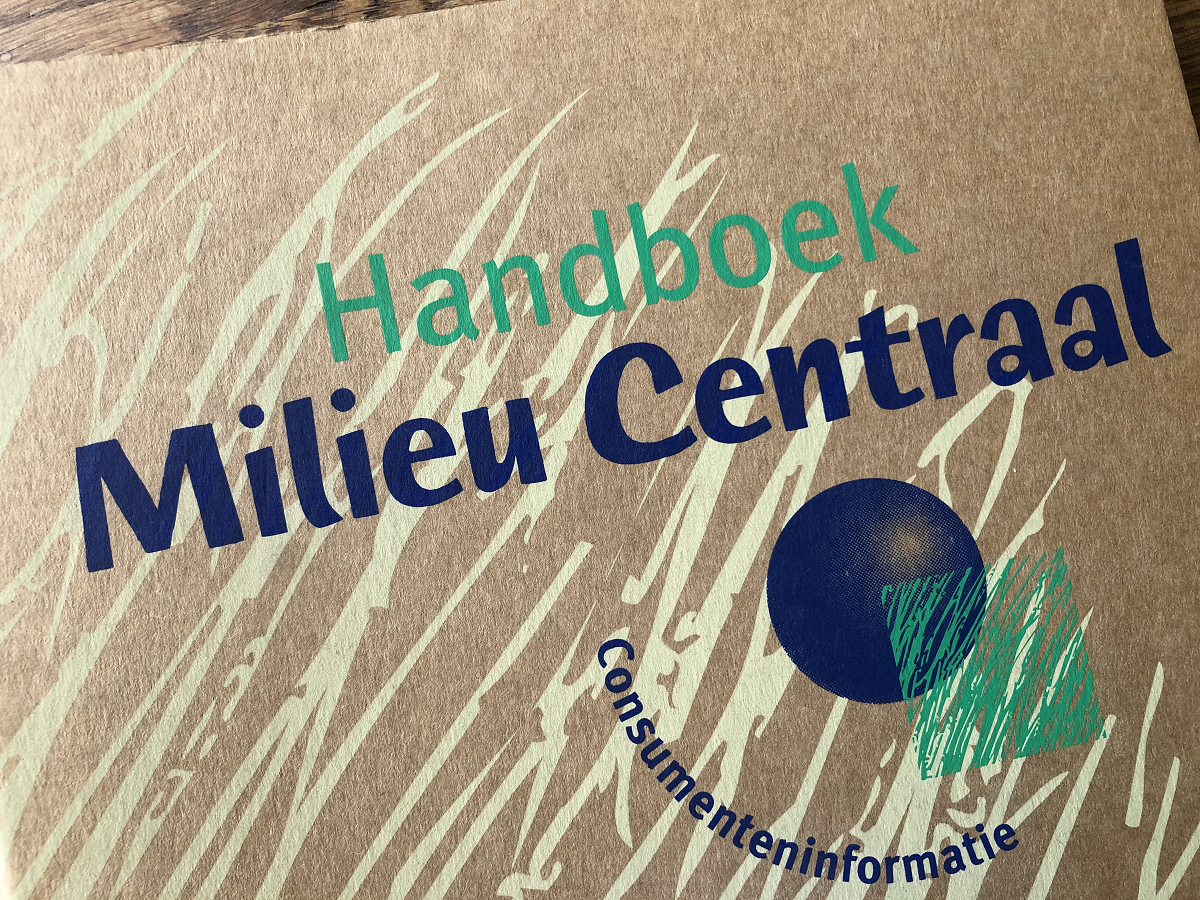 Handboek
Milieu Centraal
Consumenteninformatie